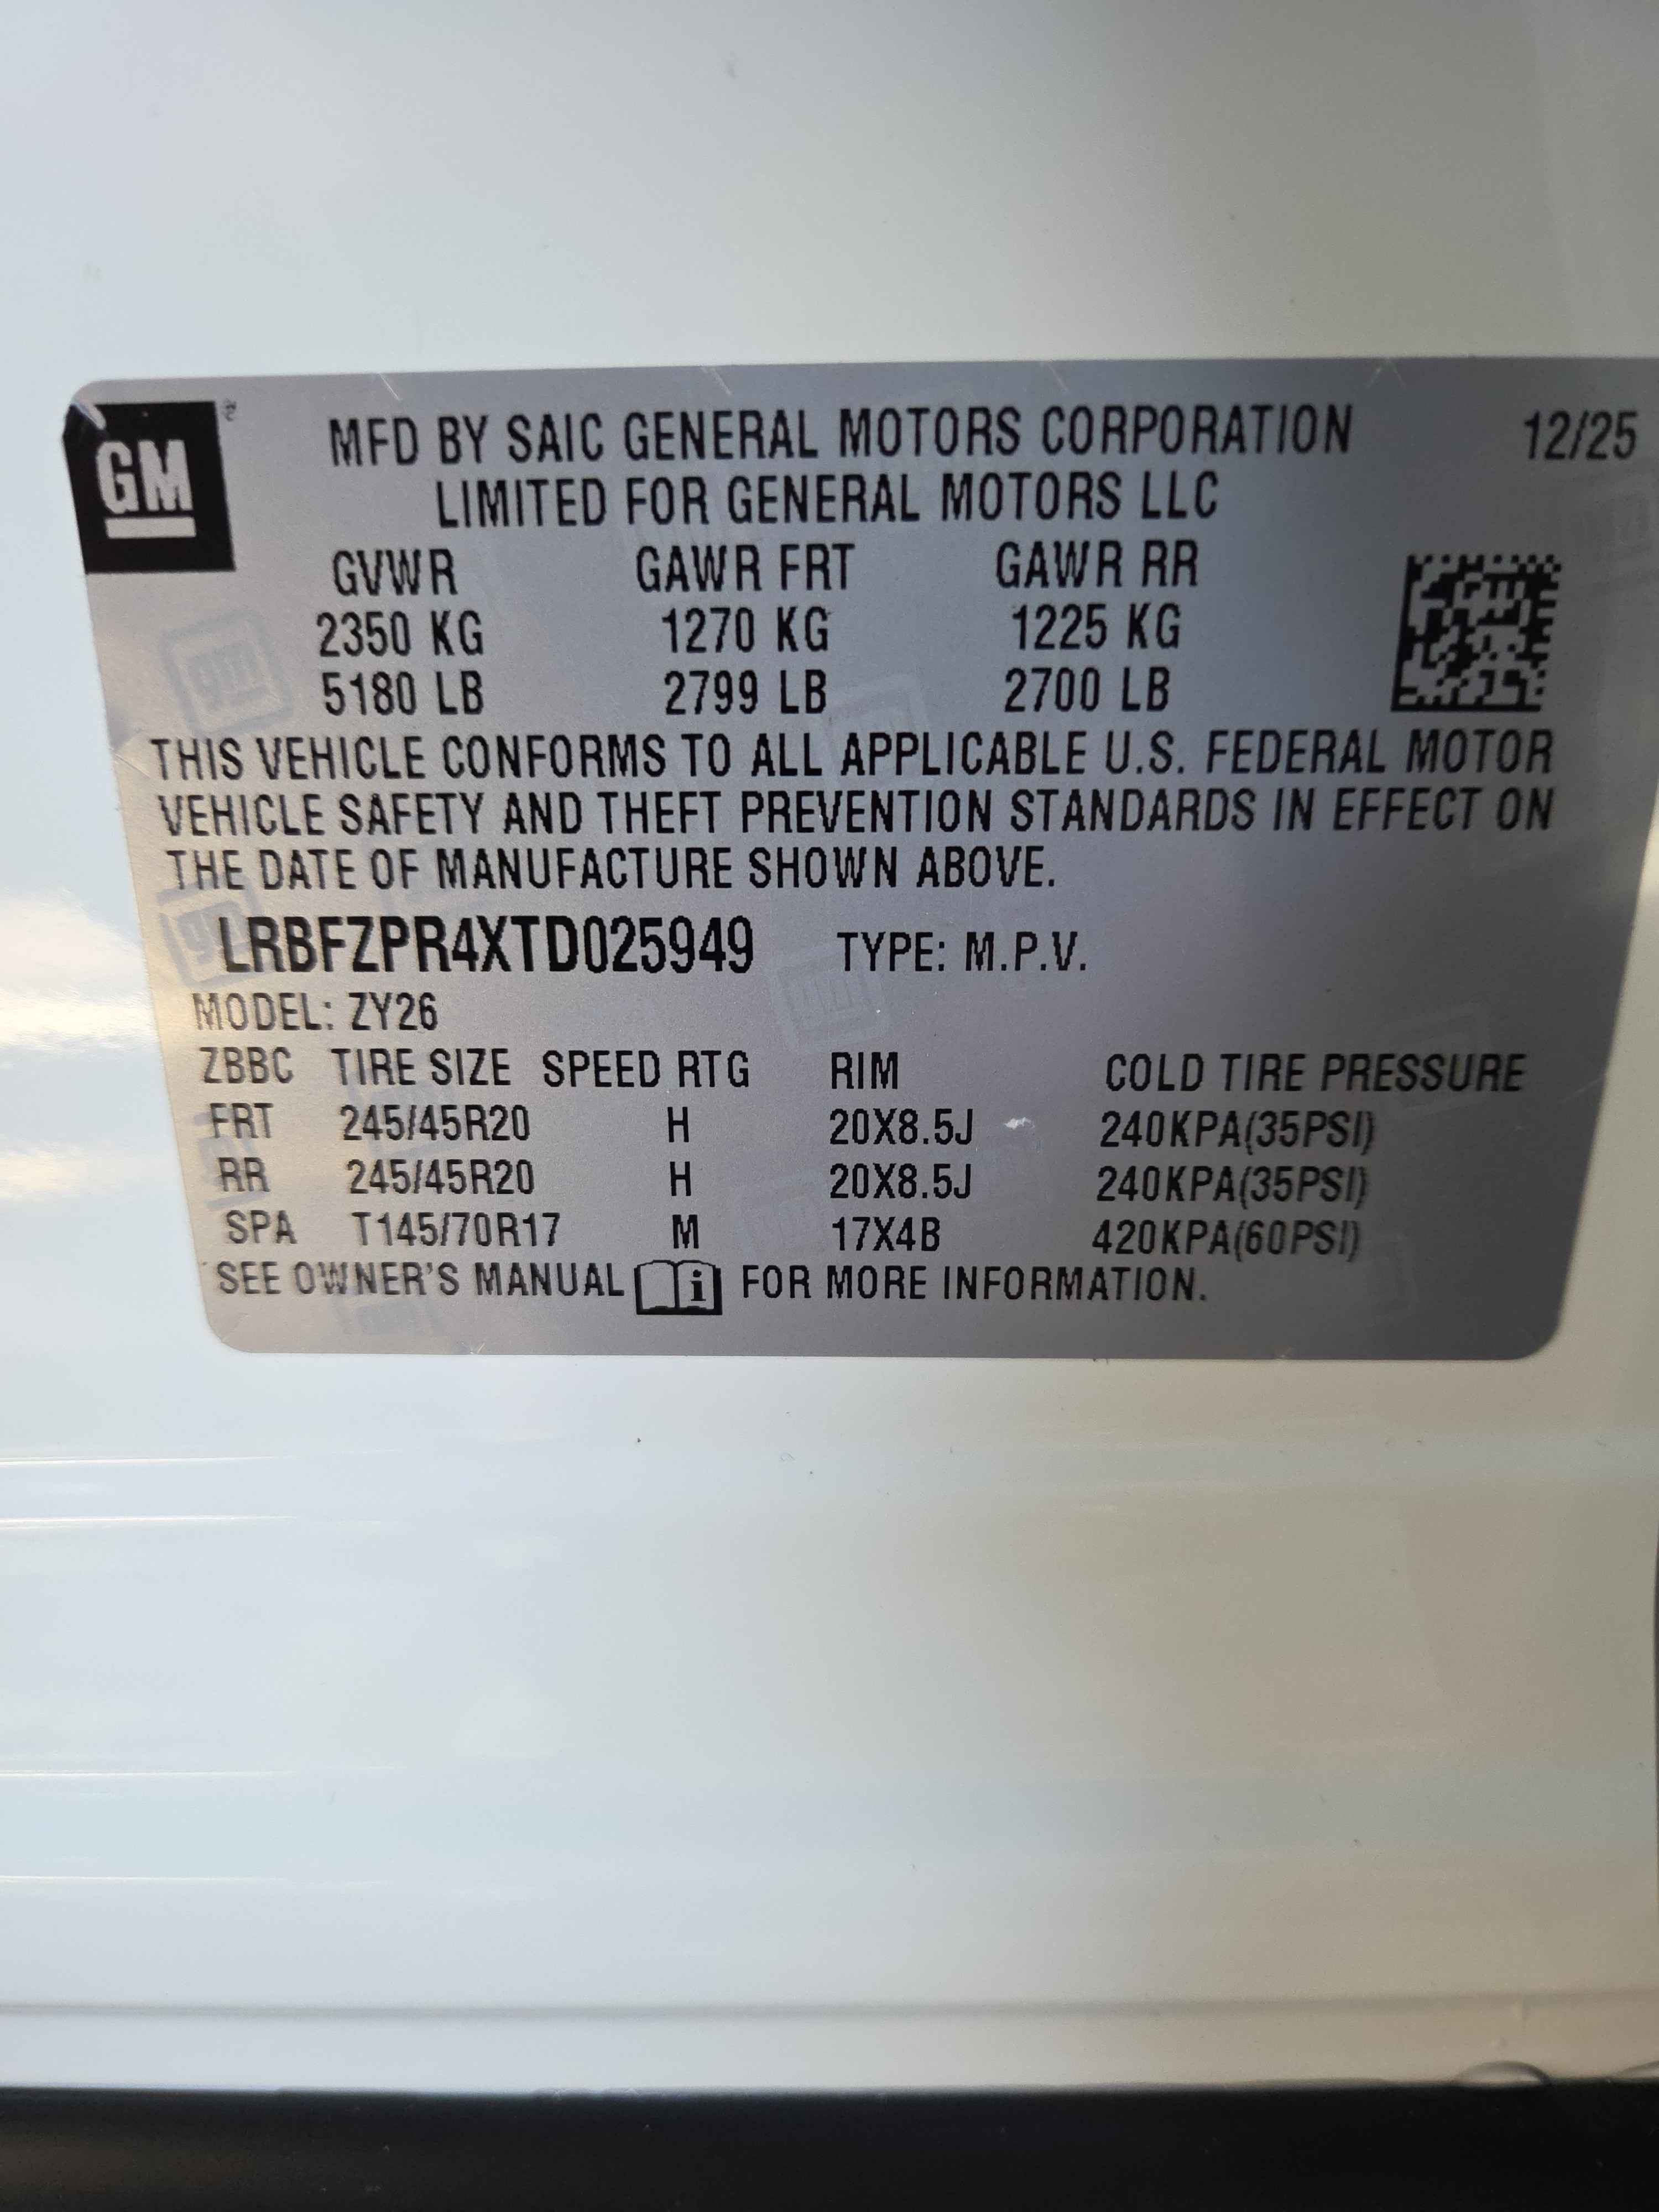 GM ®
MFD BY SAIC GENERAL MOTORS CORPORATION 12/25
LIMITED FOR GENERAL MOTORS LLC
GVWR GAWR FRT GAWR RR
2350 KG 1270 KG 1225 KG
5180 LB 2799 LB 2700 LB
THIS VEHICLE CONFORMS TO ALL APPLICABLE U.S. FEDERAL MOTOR
VEHICLE SAFETY AND THEFT PREVENTION STANDARDS IN EFFECT ON
THE DATE OF MANUFACTURE SHOWN ABOVE.
LRBFZPR4XTD025949 TYPE: M.P.V.
MODEL: ZY26
ZBBC TIRE SIZE SPEED RTG RIM COLD TIRE PRESSURE
FRT 245/45R20 H 20X8.5J 240KPA(35PSI)
RR 245/45R20 H 20X8.5J 240KPA(35PSI)
SPA T145/70R17 M 17X4B 420KPA(60PSI)
SEE OWNER'S MANUAL i FOR MORE INFORMATION.